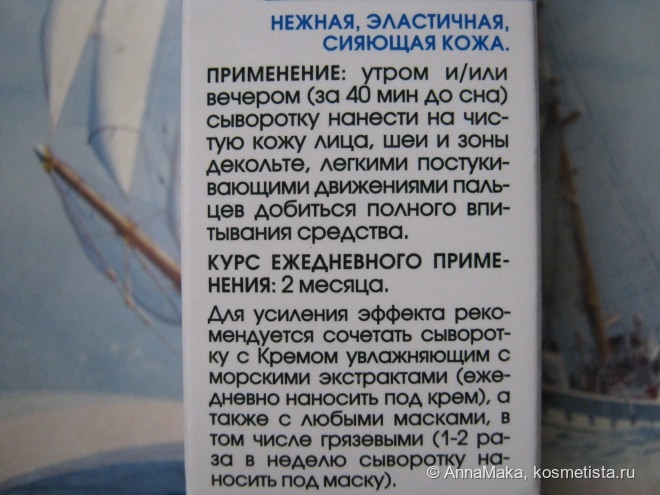 НЕЖНАЯ, ЭЛАСТИЧНАЯ,
СИЯЮЩАЯ КОЖА.
ПРИМЕНЕНИЕ: утром и/или
вечером (за 40 мин до сна)
сыворотку нанести на чис-
тую кожу лица, шеи и зоны
декольте, легкими постуки-
вающими движениями паль-
цев добиться полного впи-
тывания средства.
КУРС ЕЖЕДНЕВНОГО ПРИМЕ-
НЕНИЯ: 2 месяца.
Для усиления эффекта реко-
мендуется сочетать сыворот-
ку с Кремом увлажняющим с
морскими экстрактами (еже-
дневно наносить под крем), а
также с любыми масками, в
том числе грязевыми (1-2 ра-
за в неделю сыворотку на-
носить под маску).
© AnnaMaka, kosmetista.ru